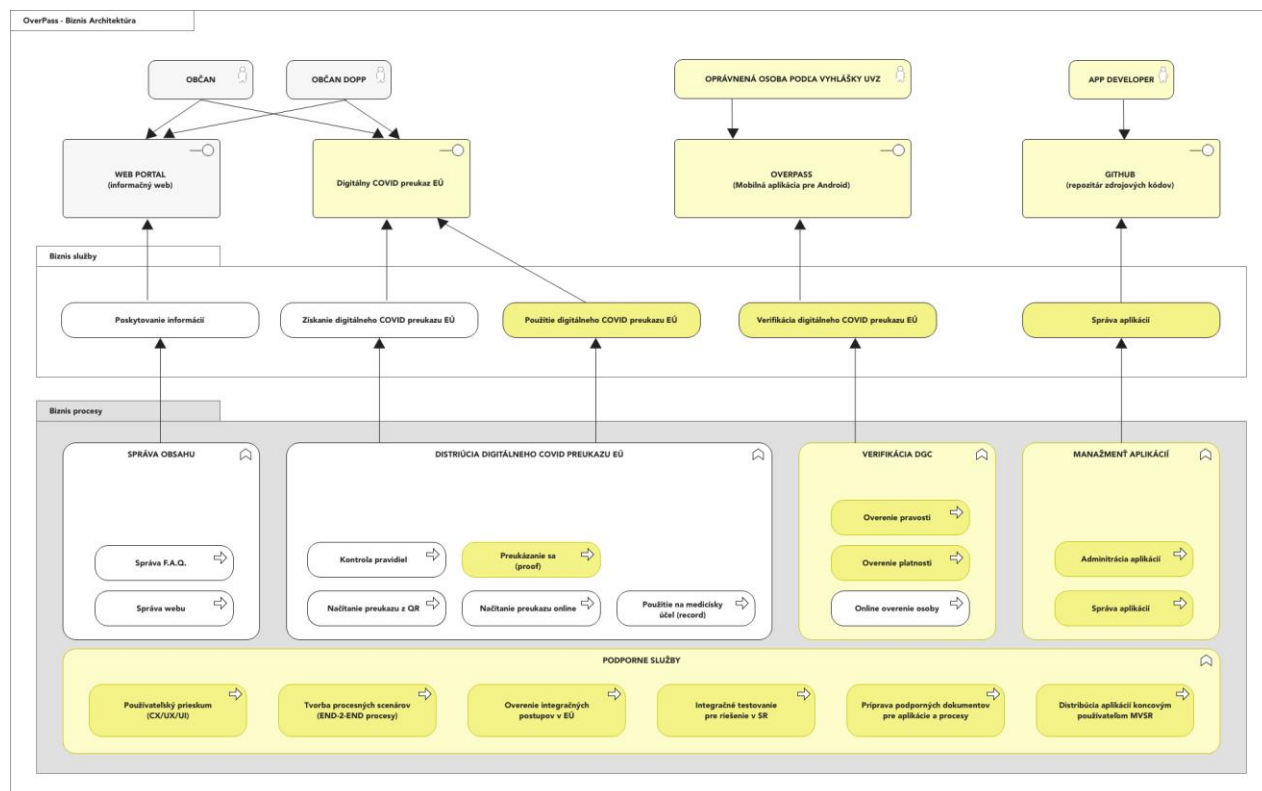 OverPass - Biznis Architektúra
OBČAN
OBČAN DOPP
OPRÁVNENÁ OSOBA PODĽA VYHLÁŠKY UVZ
APP DEVELOPER
WEB PORTAL
(informačný web)
Digitálny COVID preukaz EÚ
OVERPASS
(Mobilná aplikácia pre Android)
GITHUB
(repozitár zdrojových kódov)
Biznis služby
Poskytovanie informácií
Získanie digitálneho COVID preukazu EÚ
Použitie digitálneho COVID preukazu EÚ
Verifikácia digitálneho COVID preukazu EÚ
Správa aplikácií
Biznis procesy
SPRÁVA OBSAHU
DISTRIÚCIA DIGITÁLNEHO COVID PREUKAZU EÚ
VERIFIKÁCIA DGC
MANAŽMENŤ APLIKÁCIÍ
Overenie pravosti
Správa F.A.Q.
Kontrola pravidiel
Preukázanie sa
(proof)
Overenie platnosti
Adminitrácia aplikácií
Správa webu
Načítanie preukazu z QR
Načítanie preukazu online
Použitie na medicísky
účel (record)
Online overenie osoby
Správa aplikácií
PODPORNE SLUŽBY
Používateľský prieskum
(CX/UX/UI)
Tvorba procesných scenárov
(END-2-END procesy)
Overenie integračných
postupov v EÚ
Integračné testovanie
pre riešenie v SR
Príprava podporných dokumentov
pre aplikácie a procesy
Distribúcia aplikácií koncovým
používateľom MVSR